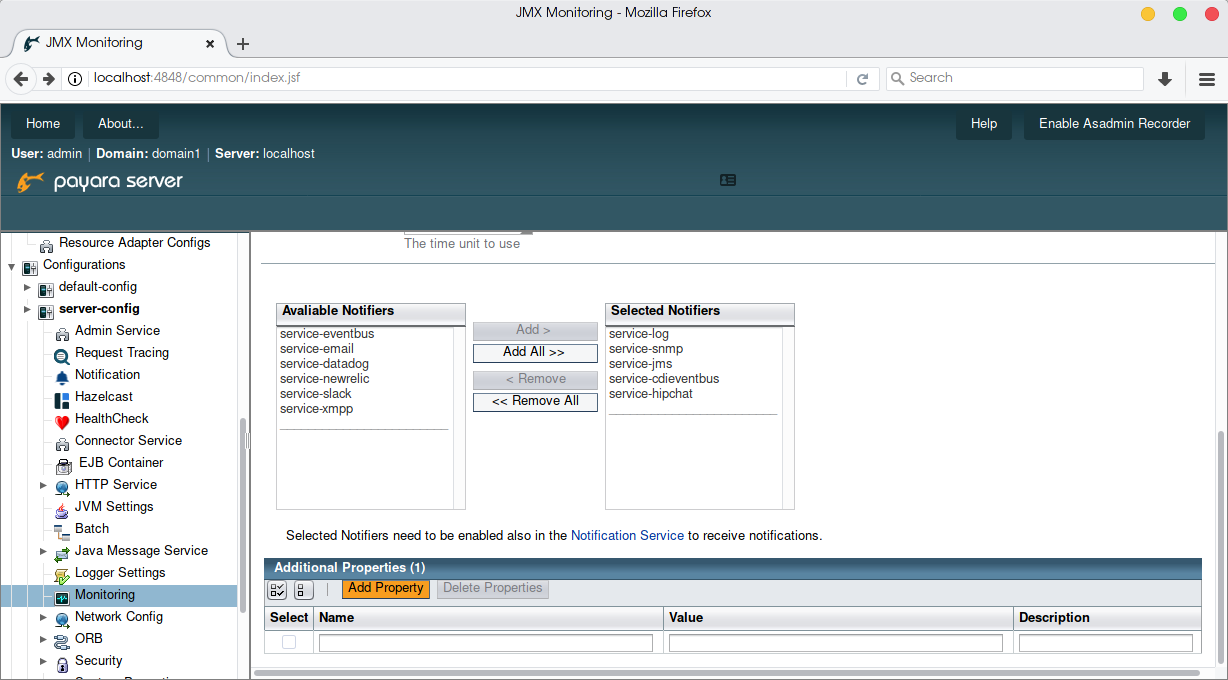 JMX Monitoring - Mozilla Firefox
JMX Monitoring
localhost:4848/common/index.jsf
Search
Home
About...
Help
Enable Asadmin Recorder
User: admin | Domain: domain1 | Server: localhost
payara server
Resource Adapter Configs
Configurations
default-config
server-config
Admin Service
Request Tracing
Notification
Hazelcast
HealthCheck
Connector Service
EJB Container
HTTP Service
JVM Settings
Batch
Java Message Service
Logger Settings
Monitoring
Network Config
ORB
Security
The time unit to use
Avaliable Notifiers
service-eventbus
service-email
service-datadog
service-newrelic
service-slack
service-xmpp
Add >
Add All >>
< Remove
<< Remove All
Selected Notifiers
service-log
service-snmp
service-jms
service-cdieventbus
service-hipchat
Selected Notifiers need to be enabled also in the Notification Service to receive notifications.
Additional Properties (1)
Add Property
Delete Properties
Select
Name
Value
Description